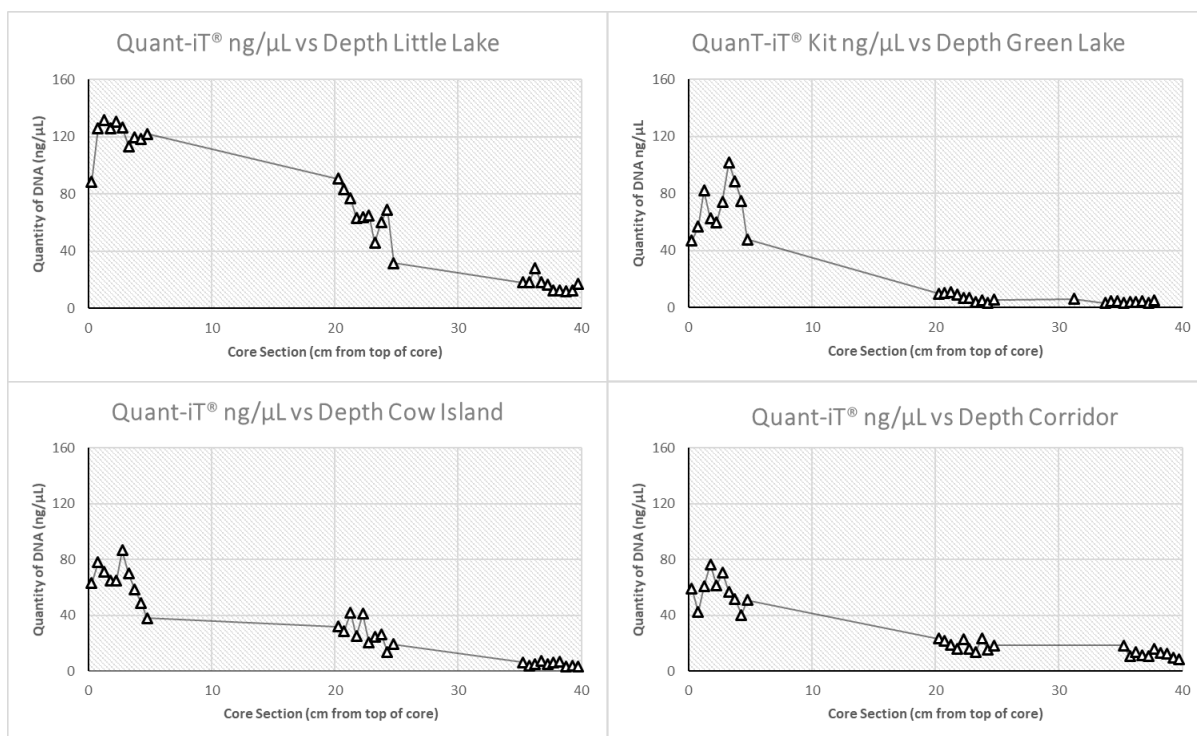 Quant-iT® ng/µL vs Depth Little Lake
Quantity of DNA (ng/µL)
160
120
80
40
0
0 10 20 30 40
Core Section (cm from top of core)
QuanT-iT® Kit ng/µL vs Depth Green Lake
Quantity of DNA ng/µL
160
120
80
40
0
0 10 20 30 40
Core Section (cm from top of core)
Quant-iT® ng/µL vs Depth Cow Island
Quantity of DNA (ng/µL)
160
120
80
40
0
0 10 20 30 40
Core Section (cm from top of core)
Quant-iT® ng/µL vs Depth Corridor
Quantity of DNA (ng/µL)
160
120
80
40
0
0 10 20 30 40
Core Section (cm from top of core)